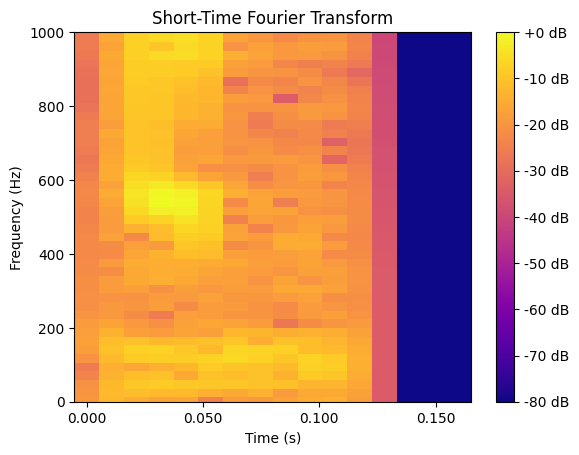 Short-Time Fourier Transform
1000
800
600
400
200
0
Frequency (Hz)
0.000
0.050
0.100
0.150
Time (s)
+0 dB
-10 dB
-20 dB
-30 dB
-40 dB
-50 dB
-60 dB
-70 dB
-80 dB